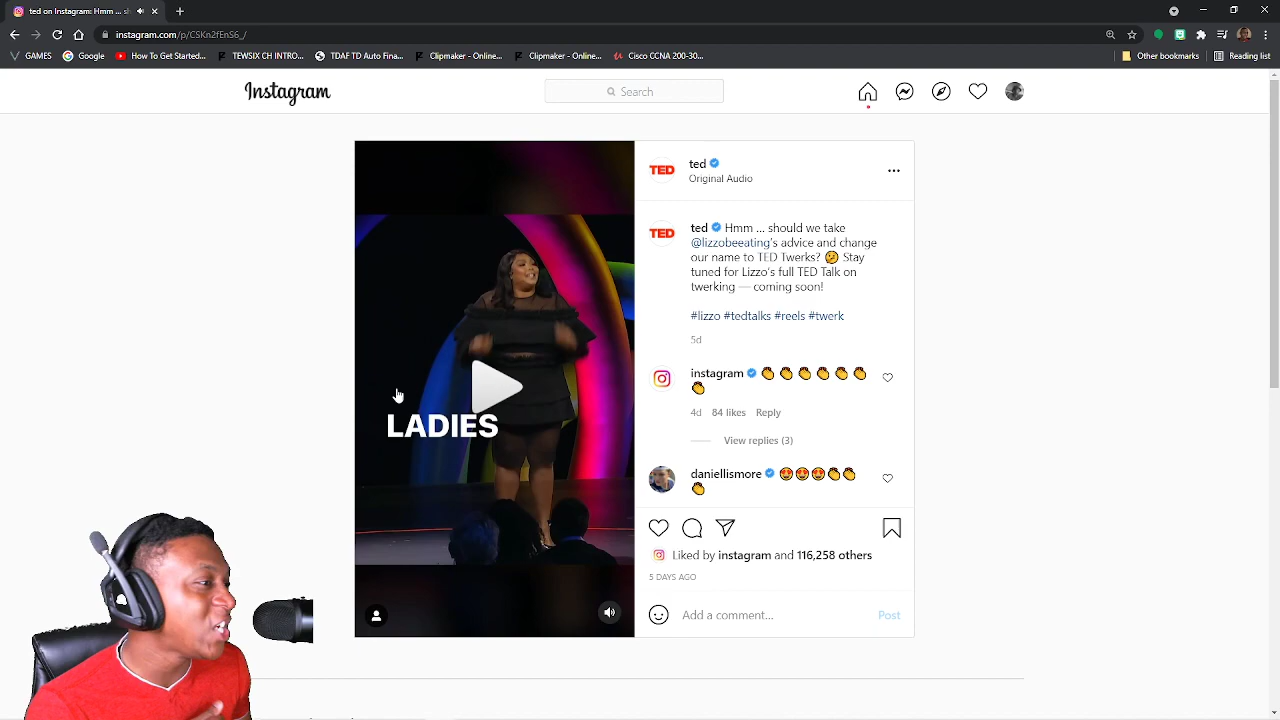 ted on Instagram Hmm ...
instagram.com/p/CSKn2fEnS6_/
GAMES
Google
How To Get Started...
TEWSIX CH INTRO...
TDAF TD Auto Fina...
Clipmaker - Online...
Clipmaker - Online...
Cisco CCNA 200-30...
Other bookmarks
Reading list
Instagram
Search
LADIES
TED
ted
Original Audio
TED
ted Hmm ... should we take
@lizzobeeating's advice and change
our name to TED Twerks? 🤔 Stay
tuned for Lizzo's full TED Talk on
twerking — coming soon!
#lizzo #tedtalks #reels #twerk
5d
instagram 👏 👏 👏 👏 👏 👏
👏
4d 84 likes Reply
View replies (3)
daniellismore 😍😍😍👏👏
👏
Liked by instagram and 116,258 others
5 DAYS AGO
Add a comment...
Post